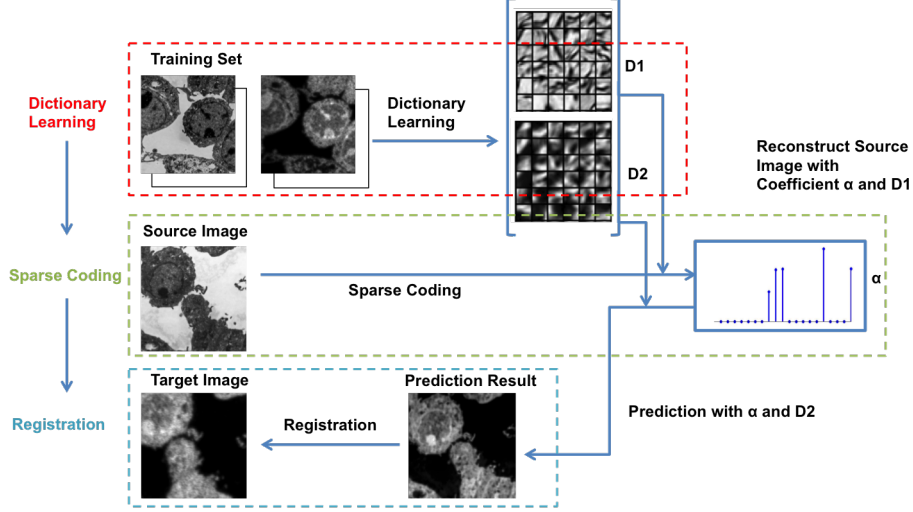 Training Set
D1
Dictionary
Learning
Dictionary
Learning
D2
Reconstruct Source
Image with
Coefficient α and D1
Source Image
Sparse Coding
Sparse Coding
α
Target Image
Prediction Result
Registration
Registration
Prediction with α and D2